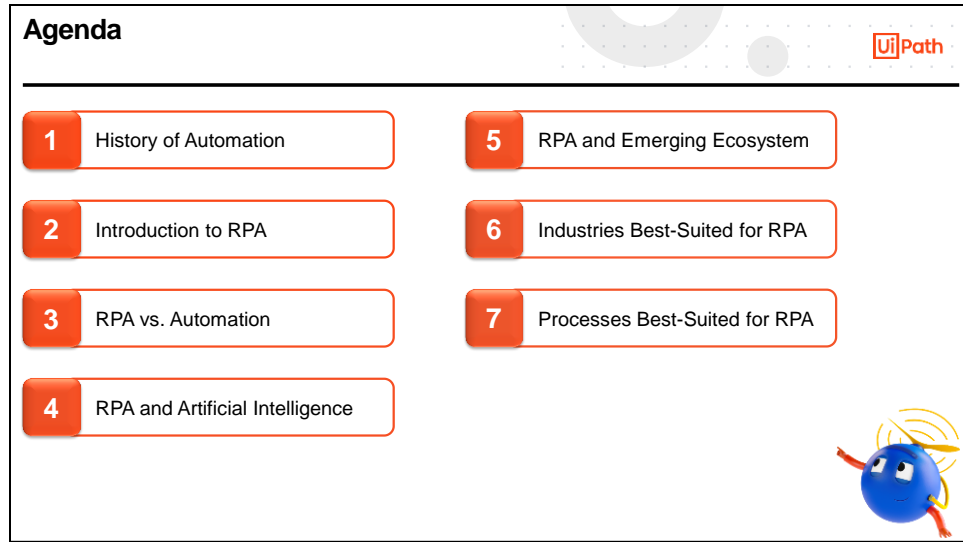 Agenda
UiPath
1 History of Automation
2 Introduction to RPA
3 RPA vs. Automation
4 RPA and Artificial Intelligence
5 RPA and Emerging Ecosystem
6 Industries Best-Suited for RPA
7 Processes Best-Suited for RPA